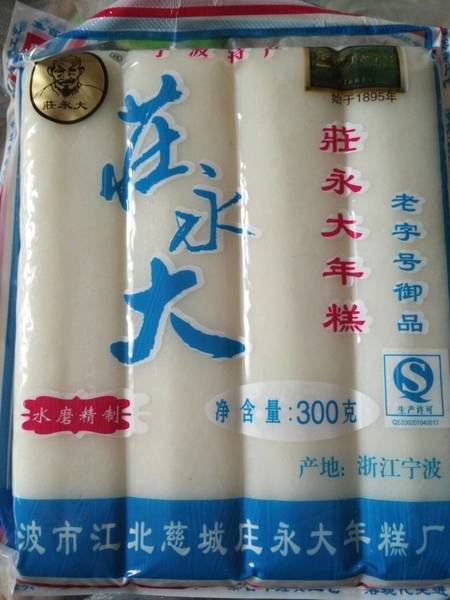 宁波特产
莊永大
始于1895年
莊永大
莊永大年糕
老字号御品
水磨精制
净含量:300克
生产许可
QS330201040817
产地:浙江宁波
波市江北慈城庄永大年糕厂